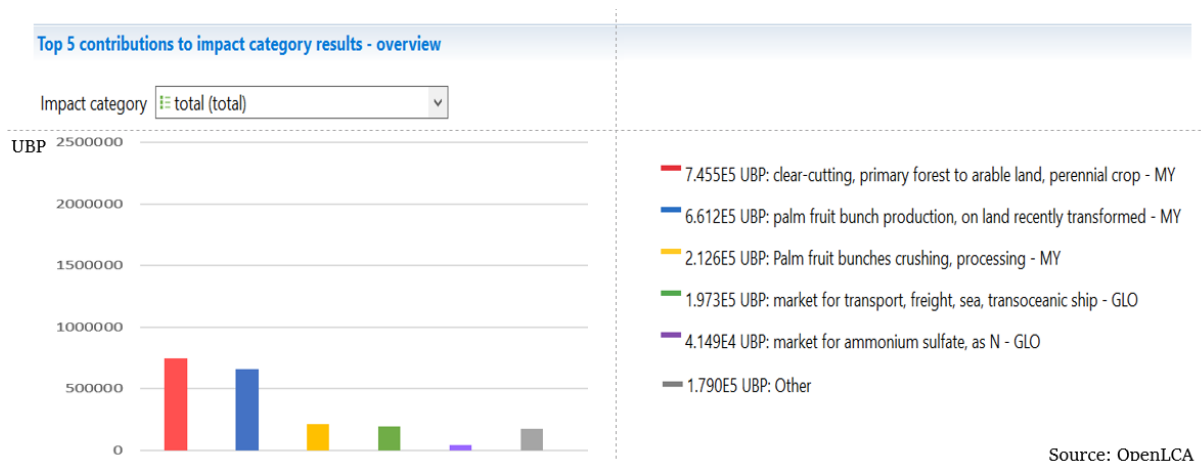 Top 5 contributions to impact category results - overview
Impact category total (total)
UBP 2500000
2000000
1500000
1000000
500000
0
7.455E5 UBP: clear-cutting, primary forest to arable land, perennial crop - MY
6.612E5 UBP: palm fruit bunch production, on land recently transformed - MY
2.126E5 UBP: Palm fruit bunches crushing, processing - MY
1.973E5 UBP: market for transport, freight, sea, transoceanic ship - GLO
4.149E4 UBP: market for ammonium sulfate, as N - GLO
1.790E5 UBP: Other
Source: OpenLCA